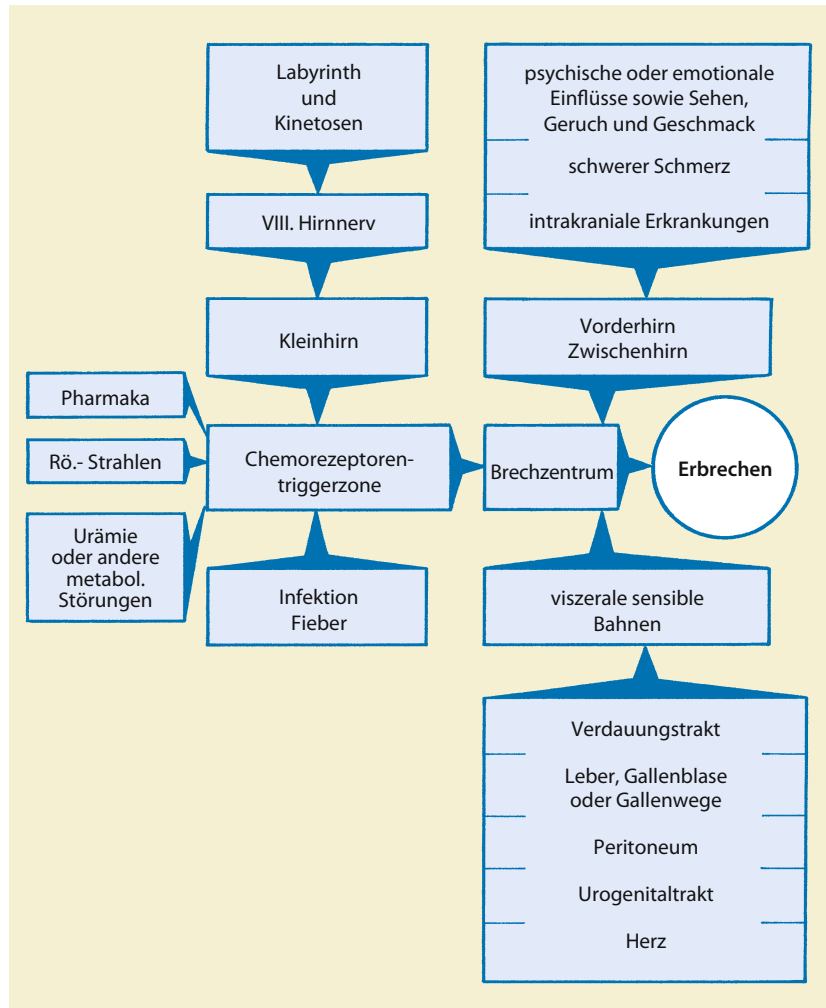 Labyrinth
und
Kinetosen
VIII. Hirnnerv
Kleinhirn
Pharmaka
Rö.- Strahlen
Urämie
oder andere
metabol.
Störungen
Chemorezeptoren-
triggerzone
Infektion
Fieber
psychische oder emotionale
Einflüsse sowie Sehen,
Geruch und Geschmack
schwerer Schmerz
intrakraniale Erkrankungen
Vorderhirn
Zwischenhirn
Brechzentrum
Erbrechen
viszerale sensible
Bahnen
Verdauungstrakt
Leber, Gallenblase
oder Gallenwege
Peritoneum
Urogenitaltrakt
Herz